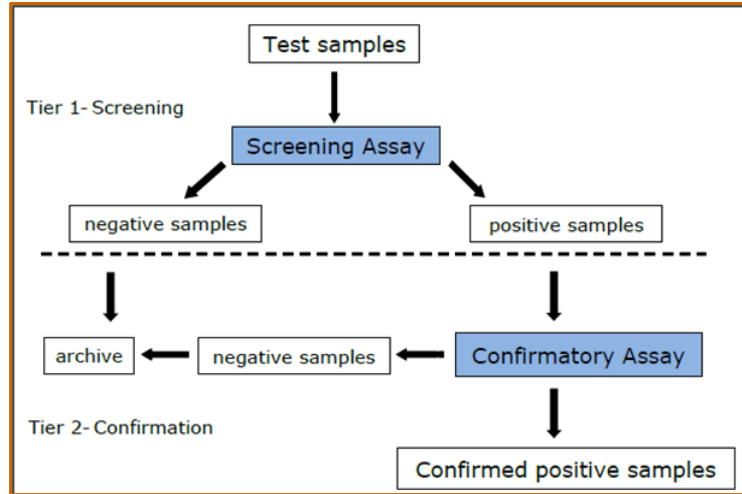 Test samples
Tier 1- Screening
Screening Assay
negative samples
positive samples
archive
negative samples
Confirmatory Assay
Tier 2- Confirmation
Confirmed positive samples